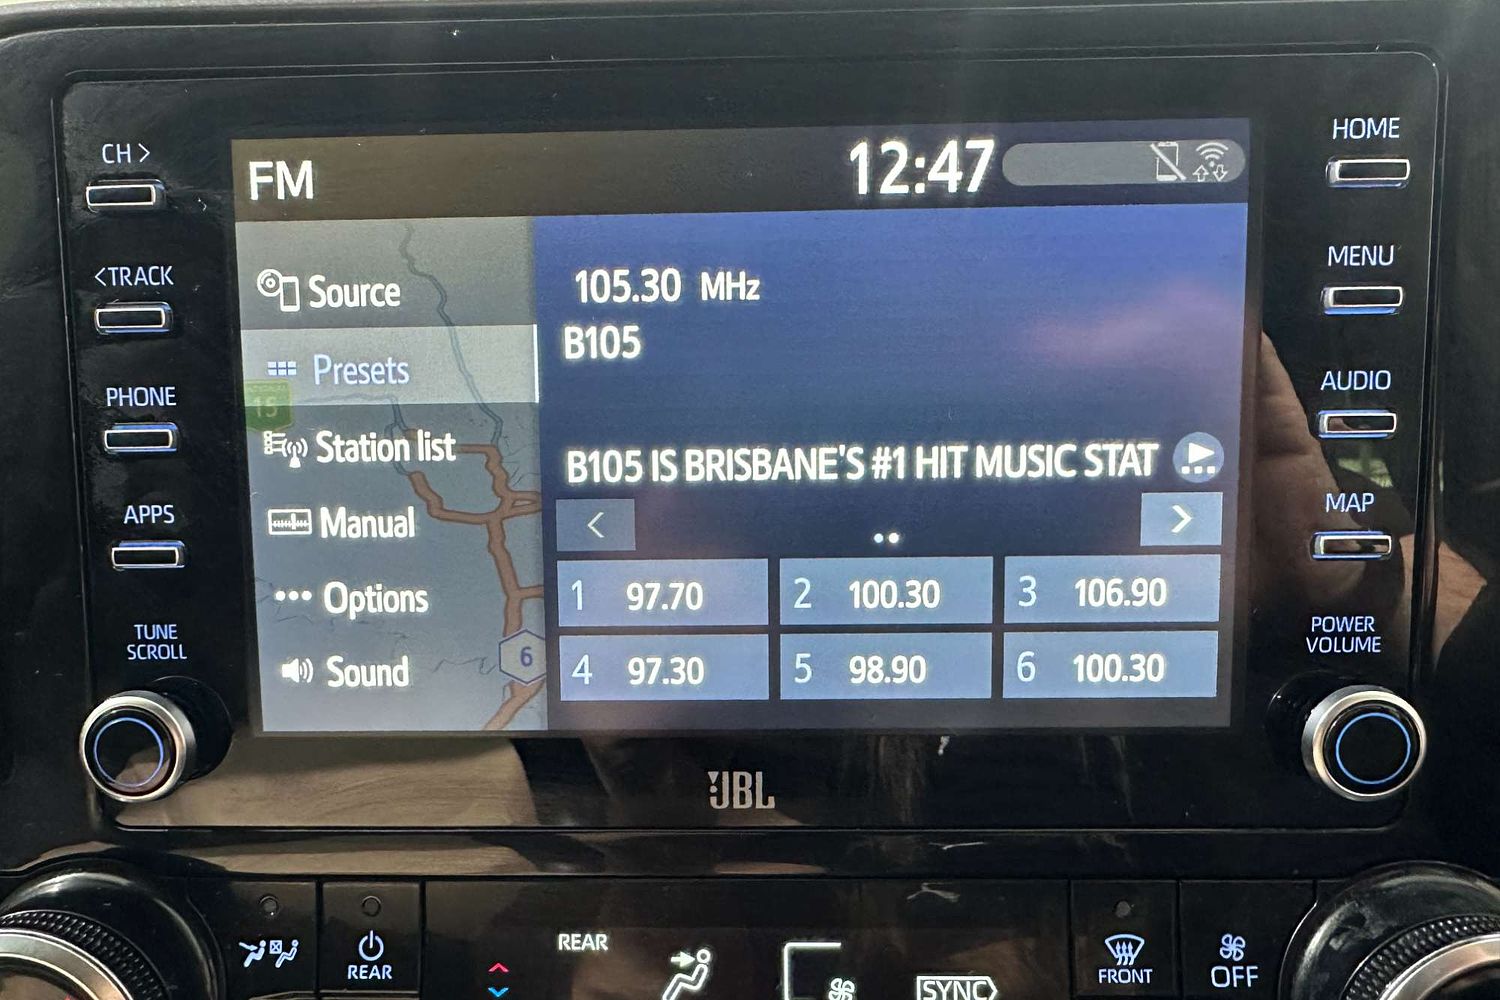 CH >
<TRACK
PHONE
APPS
TUNE
SCROLL
FM
12:47
Source
Presets
15
Station list
Manual
Options
6
Sound
105.30 MHz
B105
B105 IS BRISBANE'S #1 HIT MUSIC STAT
1 97.70
2 100.30
3 106.90
4 97.30
5 98.90
6 100.30
HOME
MENU
AUDIO
MAP
POWER
VOLUME
JBL
REAR
REAR
SYNC
FRONT
OFF